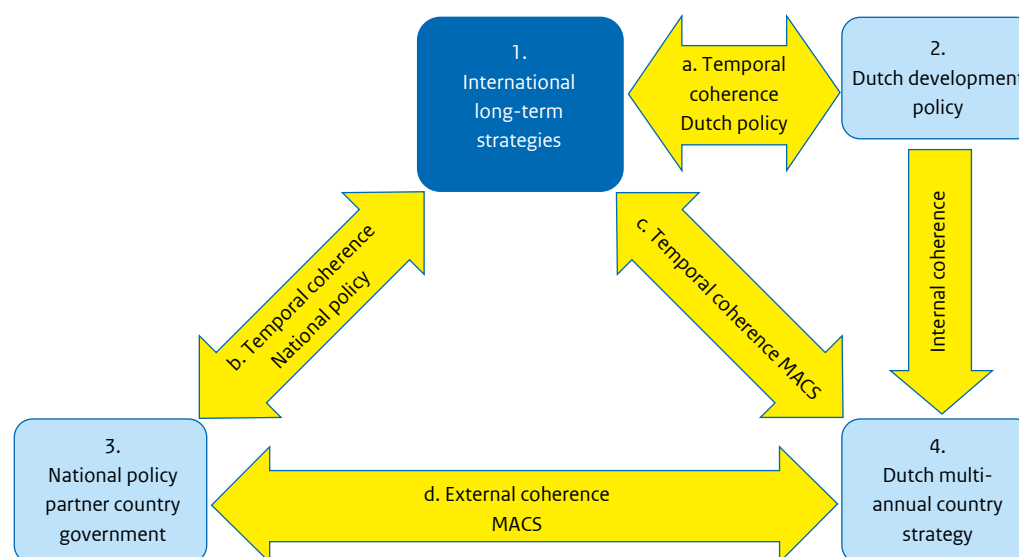 1.
International
long-term
strategies
a. Temporal
coherence
Dutch policy
2.
Dutch development
policy
b. Temporal coherence
National policy
c. Temporal coherence MACS
Internal coherence
3.
National policy
partner country
government
d. External coherence
MACS
4.
Dutch multi-
annual country
strategy